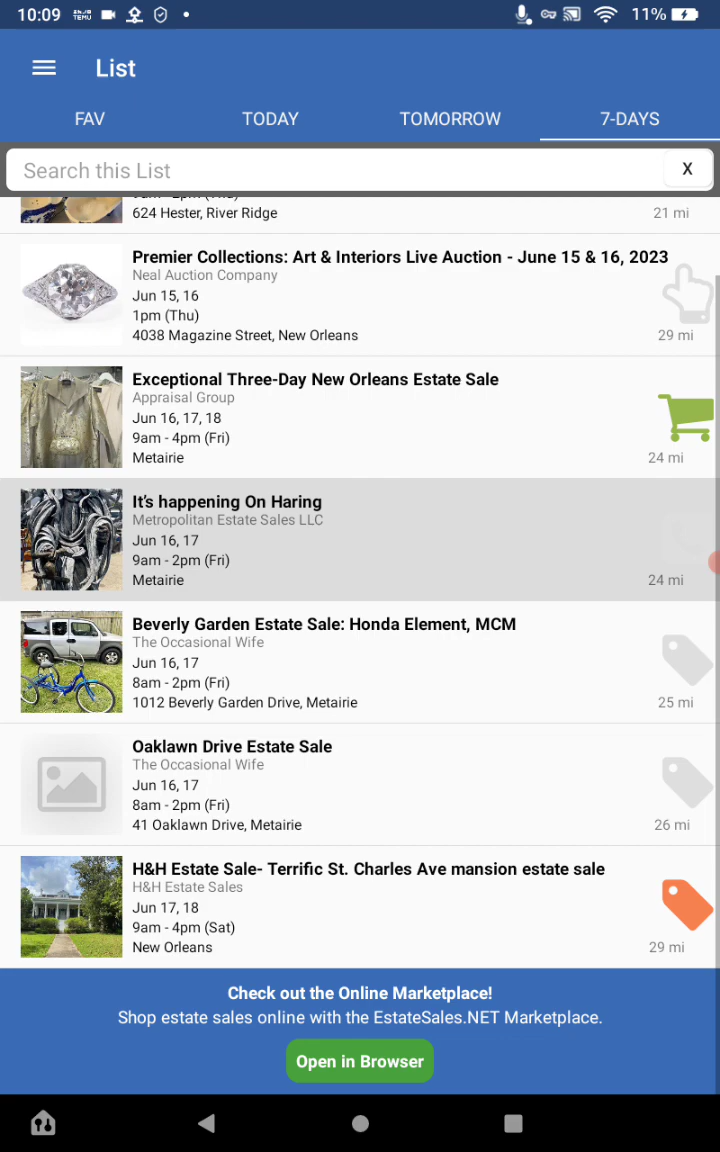 10:09
TEMU
11%
List
FAV
TODAY
TOMORROW
7-DAYS
Search this List
X
624 Hester, River Ridge
21 mi
Premier Collections: Art & Interiors Live Auction - June 15 & 16, 2023
Neal Auction Company
Jun 15, 16
1pm (Thu)
4038 Magazine Street, New Orleans
29 mi
Exceptional Three-Day New Orleans Estate Sale
Appraisal Group
Jun 16, 17, 18
9am - 4pm (Fri)
Metairie
24 mi
It's happening On Haring
Metropolitan Estate Sales LLC
Jun 16, 17
9am - 2pm (Fri)
Metairie
24 mi
Beverly Garden Estate Sale: Honda Element, MCM
The Occasional Wife
Jun 16, 17
8am - 2pm (Fri)
1012 Beverly Garden Drive, Metairie
25 mi
Oaklawn Drive Estate Sale
The Occasional Wife
Jun 16, 17
8am - 2pm (Fri)
41 Oaklawn Drive, Metairie
26 mi
H&H Estate Sale- Terrific St. Charles Ave mansion estate sale
H&H Estate Sales
Jun 17, 18
9am - 4pm (Sat)
New Orleans
29 mi
Check out the Online Marketplace!
Shop estate sales online with the EstateSales.NET Marketplace.
Open in Browser